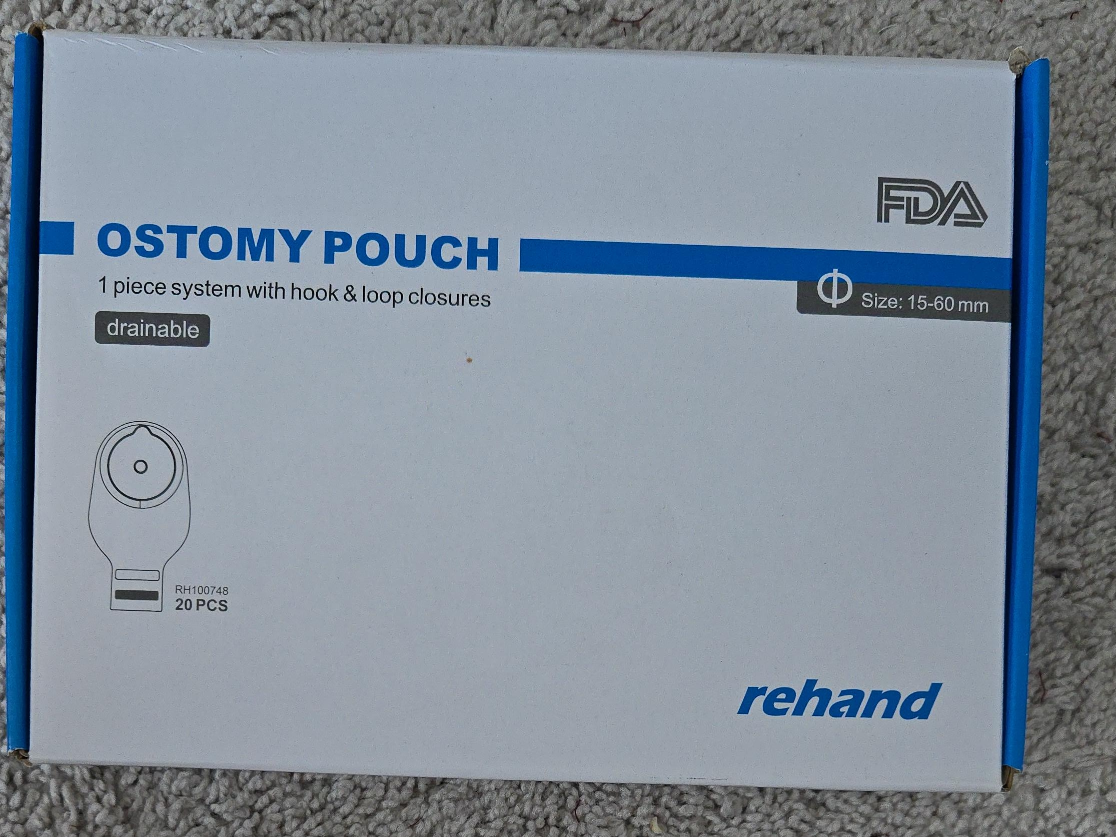 FDA
OSTOMY POUCH
1 piece system with hook & loop closures
Φ Size: 15-60 mm
drainable
RH100748
20 PCS
rehand